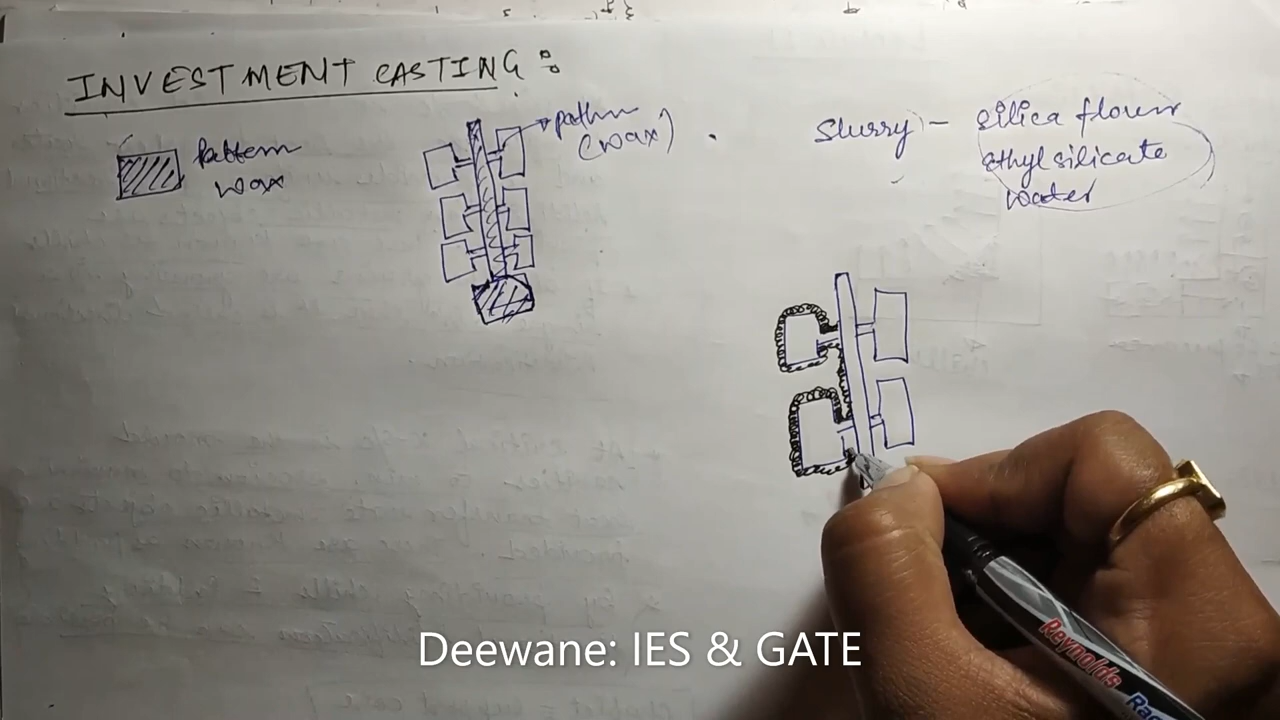 INVESTMENT CASTING :
Pattern
wax
pattern
(wax)
Slurry - silica flour
ethyl silicate
water
Reynolds
Deewane: IES & GATE